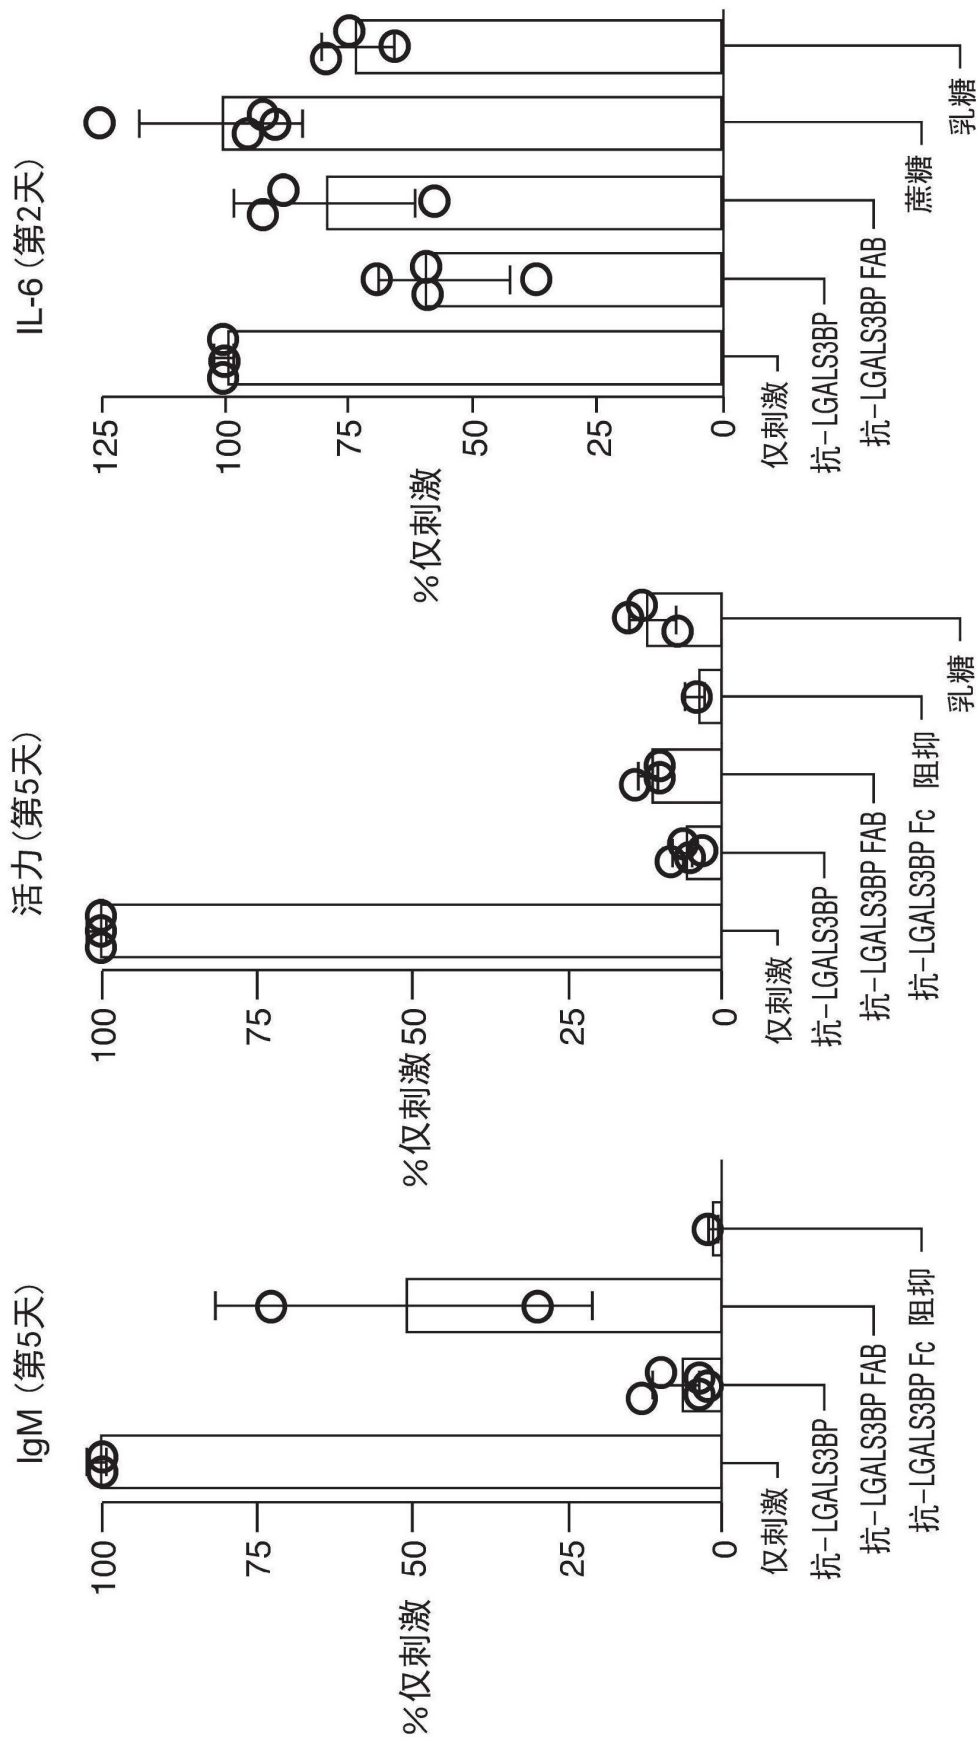 IgM (第5天)
%仅刺激
100
75
50
25
0
仅刺激
抗-LGALS3BP
抗-LGALS3BP FAB
抗-LGALS3BP Fc 阻抑
活力(第5天)
%仅刺激
100
75
50
25
0
仅刺激
抗-LGALS3BP
抗-LGALS3BP FAB
抗-LGALS3BP Fc 阻抑
乳糖
IL-6(第2天)
%仅刺激
125
100
75
50
25
0
仅刺激
抗-LGALS3BP
抗-LGALS3BP FAB
蔗糖
乳糖